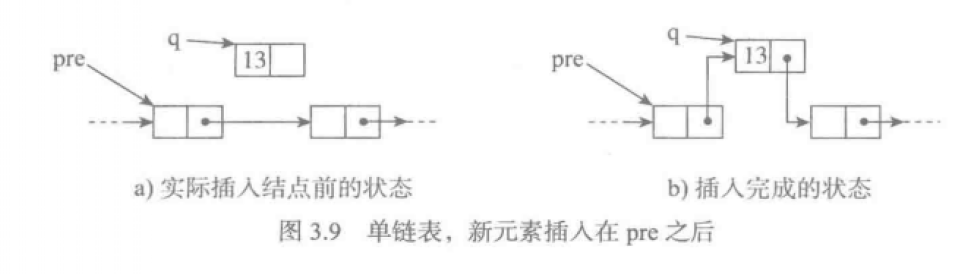 q
13
pre
q
13
pre
a) 实际插入结点前的状态
b) 插入完成的状态
图 3.9 单链表，新元素插入在 pre 之后